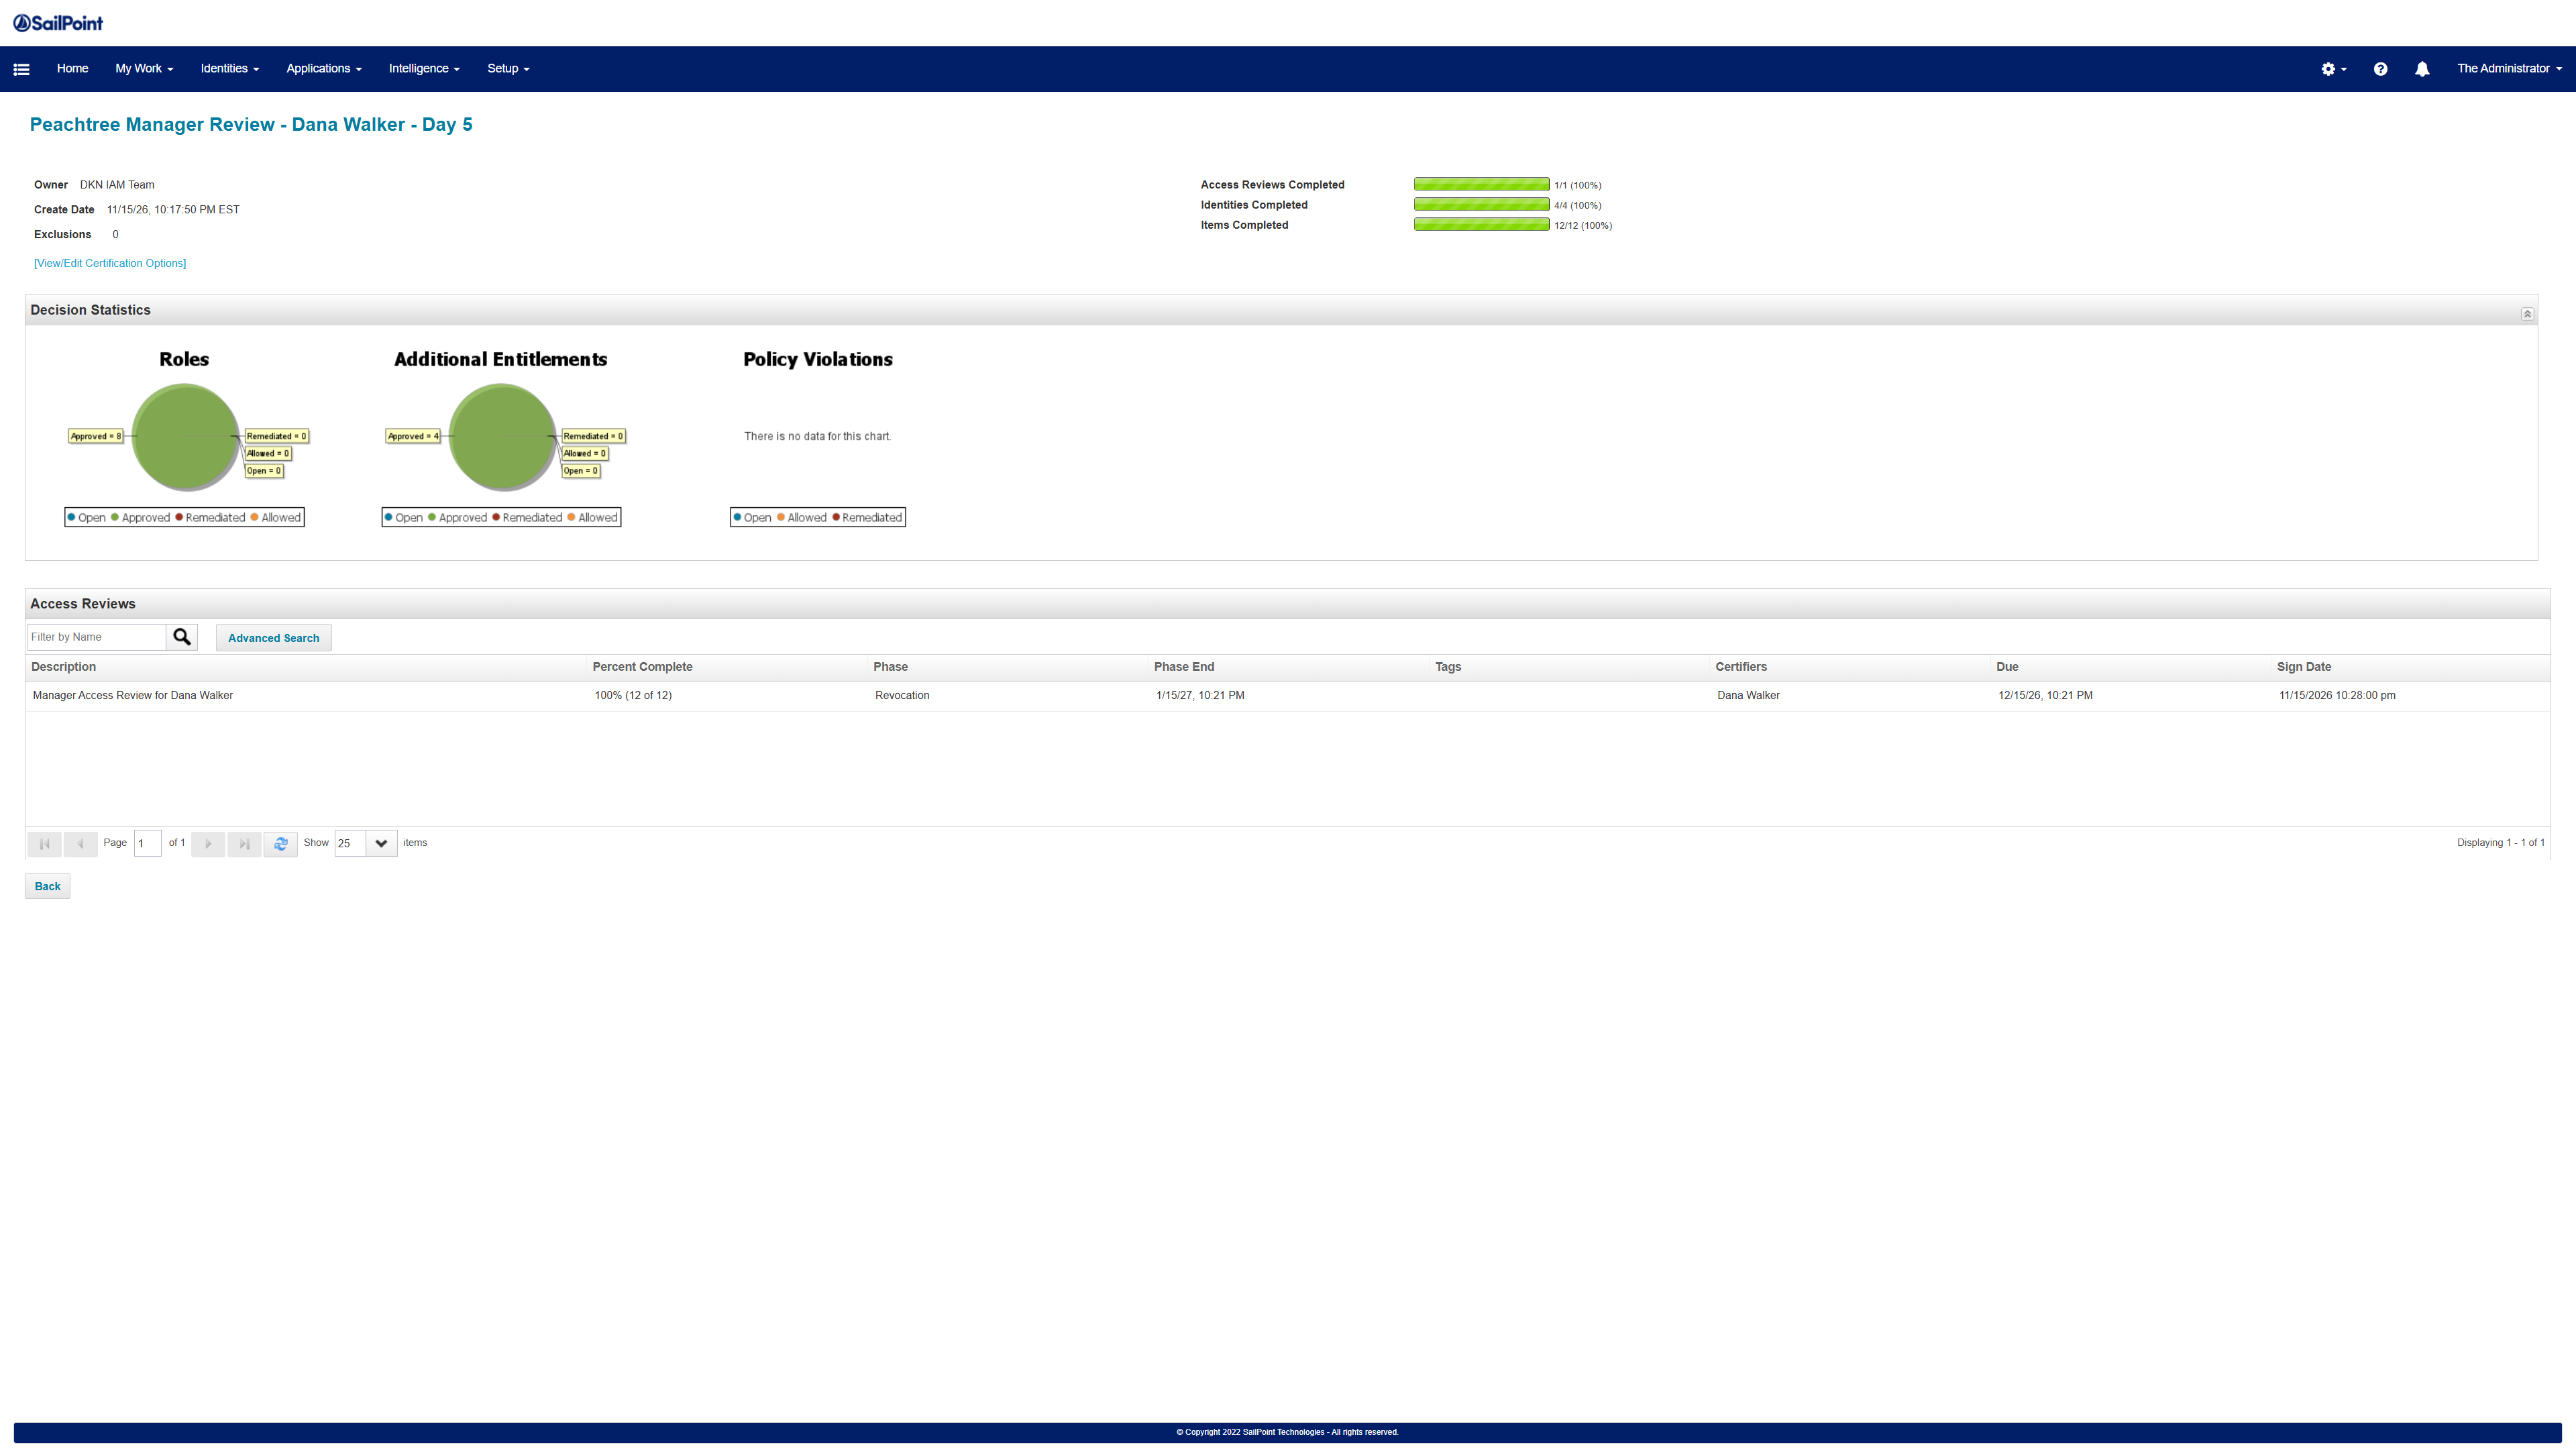 SailPoint
Home My Work Identities Applications Intelligence Setup The Administrator
Peachtree Manager Review - Dana Walker - Day 5
Owner DKN IAM Team
Create Date 11/15/26, 10:17:50 PM EST
Exclusions 0
[View/Edit Certification Options]
Access Reviews Completed 1/1 (100%)
Identities Completed 4/4 (100%)
Items Completed 12/12 (100%)
Decision Statistics
Roles
Approved = 8
Remediated = 0
Allowed = 0
Open = 0
Open Approved Remediated Allowed
Additional Entitlements
Approved = 4
Remediated = 0
Allowed = 0
Open = 0
Open Approved Remediated Allowed
Policy Violations
There is no data for this chart.
Open Allowed Remediated
Access Reviews
Filter by Name Advanced Search
Description Percent Complete Phase Phase End Tags Certifiers Due Sign Date
Manager Access Review for Dana Walker 100% (12 of 12) Revocation 1/15/27, 10:21 PM Dana Walker 12/15/26, 10:21 PM 11/15/2026 10:28:00 pm
Page 1 of 1 Show 25 items Displaying 1 - 1 of 1
Back
© Copyright 2022 SailPoint Technologies - All rights reserved.